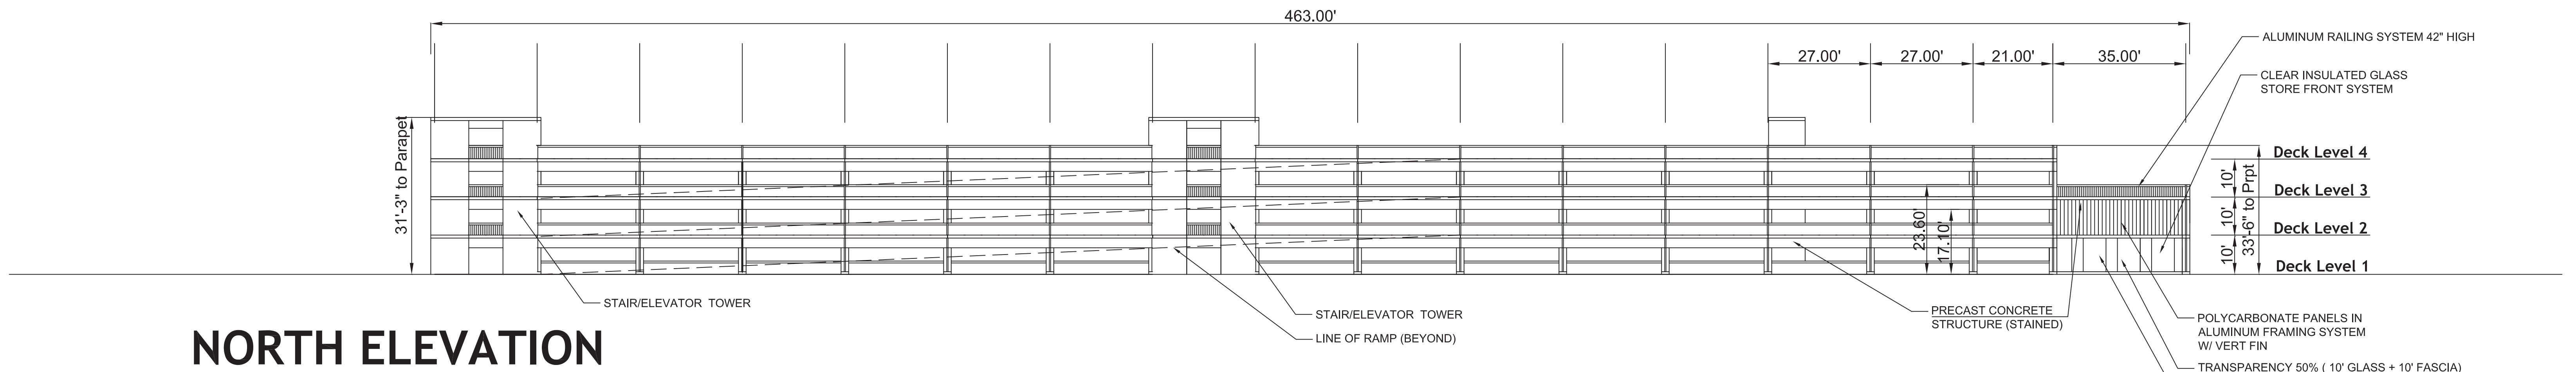 463.00'
27.00'
27.00'
21.00'
35.00'
ALUMINUM RAILING SYSTEM 42" HIGH
CLEAR INSULATED GLASS
STORE FRONT SYSTEM
31'-3" to Parapet
23.60'
17.10'
10'
10'
10'
33'-6" to Prpt
Deck Level 4
Deck Level 3
Deck Level 2
Deck Level 1
STAIR/ELEVATOR TOWER
STAIR/ELEVATOR TOWER
LINE OF RAMP (BEYOND)
PRECAST CONCRETE
STRUCTURE (STAINED)
POLYCARBONATE PANELS IN
ALUMINUM FRAMING SYSTEM
W/ VERT FIN
TRANSPARENCY 50% ( 10' GLASS + 10' FASCIA)
NORTH ELEVATION